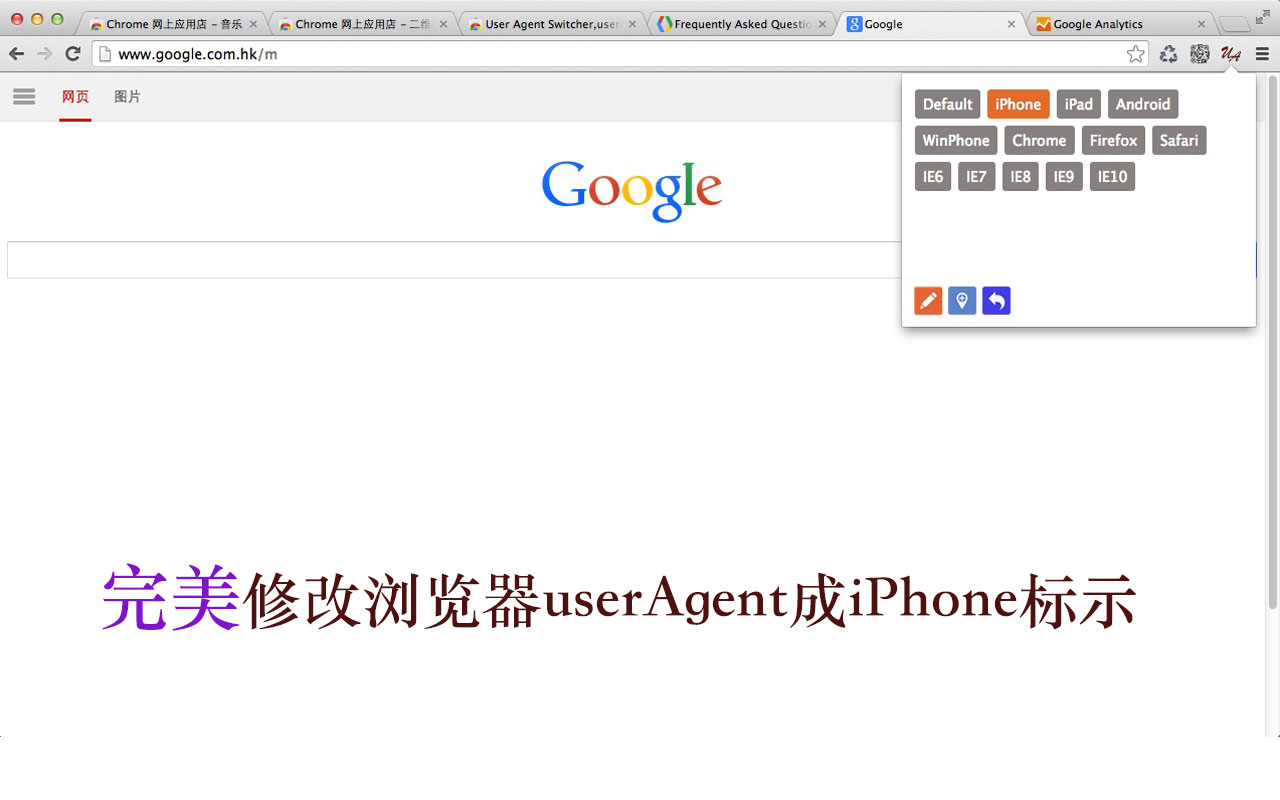 Chrome 网上应用店 - 音乐
Chrome 网上应用店 - 二维
User Agent Switcher,user
Frequently Asked Questio
Google
Google Analytics
www.google.com.hk/m
UA
网页 图片
Default iPhone iPad Android
WinPhone Chrome Firefox Safari
IE6 IE7 IE8 IE9 IE10
Google
完美修改浏览器userAgent成iPhone标示